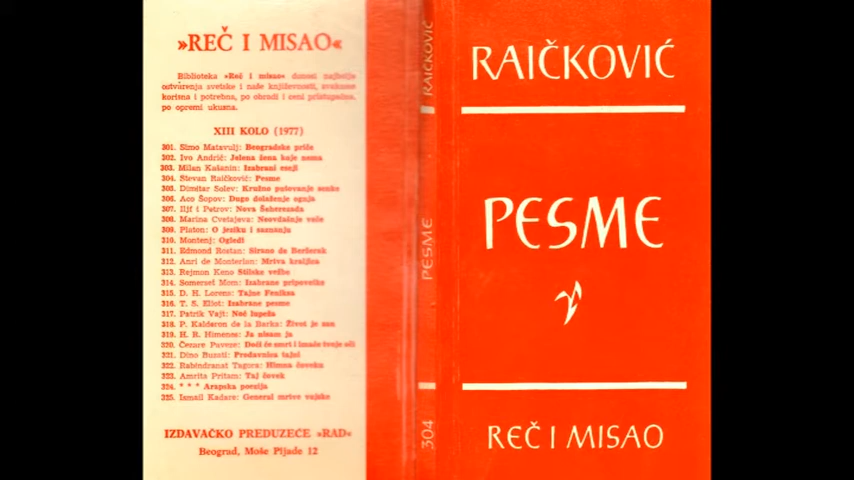 »REČ I MISAO«
Biblioteka »Reč i misao« donosi najbolja
ostvarenja svetske i naše književnosti, svakome
korisna i potrebna, po obradi i ceni pristupačna,
po opremi ukusna.
XIII KOLO (1977)
301. Simo Matavulj: Beogradske priče
302. Ivo Andrić: Jelena žena koje nema
303. Milan Kašanin: Izabrani eseji
304. Stevan Raičković: Pesme
305. Dimitar Solev: Kružno putovanje senke
306. Aco Šopov: Dugo dolaženje ognja
307. Iljf i Petrov: Nova Šeherezada
308. Marina Cvetajeva: Neovdašnje veče
309. Platon: O jeziku i saznanju
310. Montenj: Ogledi
311. Edmond Rostan: Sirano de Beržerak
312. Anri de Monterlan: Mrtva kraljica
313. Rejmon Keno Stilske vežbe
314. Somerset Mom: Izabrane pripovetke
315. D. H. Lorens: Tajne Feniksa
316. T. S. Eliot: Izabrane pesme
317. Patrik Vajt: Noć lupeža
318. P. Kalderon de la Barka: Život je san
319. H. R. Himenes: Ja nisam ja
320. Čezare Paveze: Doći će smrt i imaće tvoje oči
321. Dino Buzati: Prodavnica tajni
322. Rabindranat Tagora: Himna čoveku
323. Amrita Pritam: Taj čovek
324. * * * Arapska poezija
325. Ismail Kadare: General mrtve vojske
IZDAVAČKO PREDUZEĆE »RAD«
Beograd, Moše Pijade 12
RAIČKOVIĆ
PESME
304
RAIČKOVIĆ
PESME
REČ I MISAO